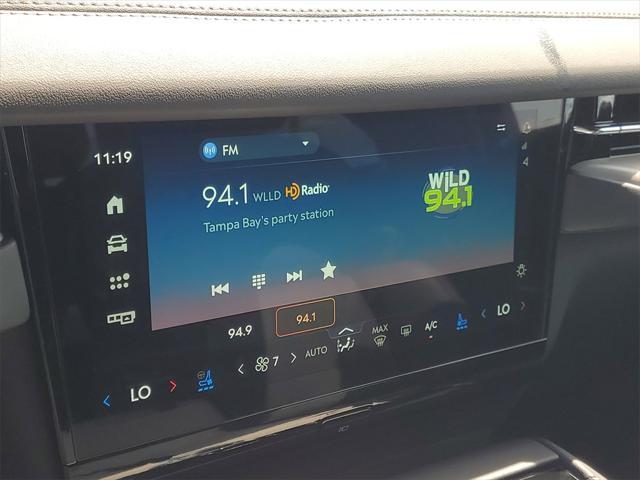 11:19
FM
94.1 WLLD HD Radio
Tampa Bay's party station
WiLD
94.1
94.9
94.1
LO
7
AUTO
MAX
A/C
LO